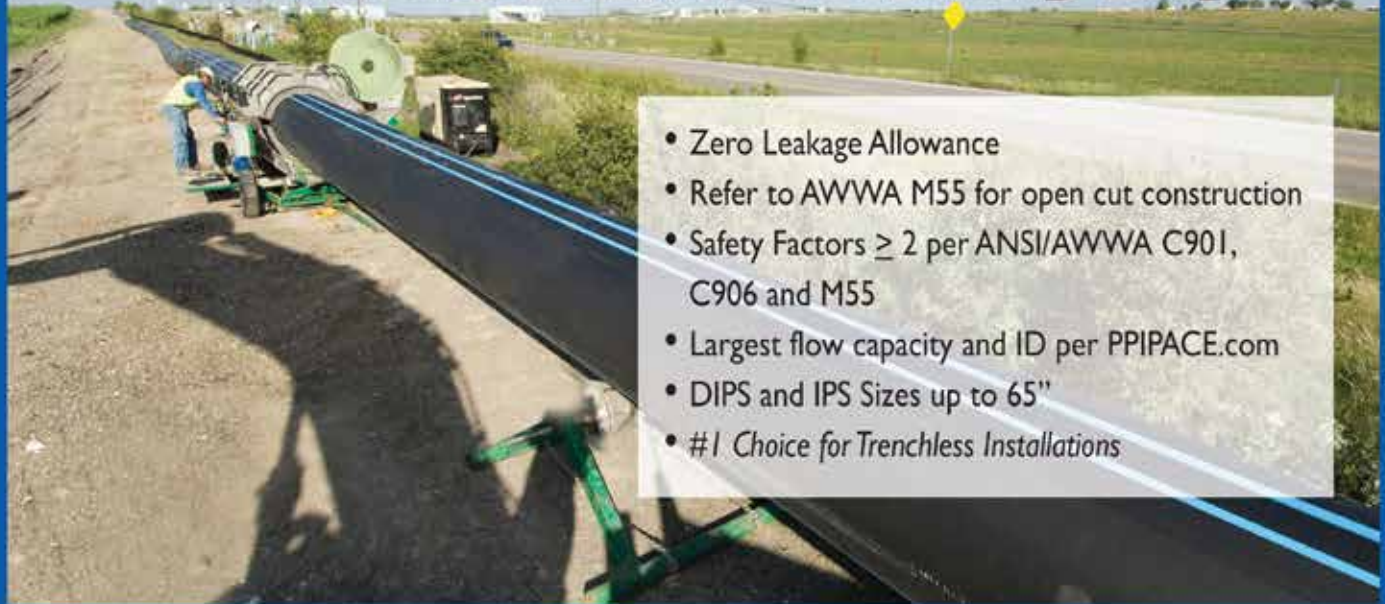 • Zero Leakage Allowance
• Refer to AWWA M55 for open cut construction
• Safety Factors ≥ 2 per ANSI/AWWA C901,
C906 and M55
• Largest flow capacity and ID per PPIPACE.com
• DIPS and IPS Sizes up to 65”
• #1 Choice for Trenchless Installations